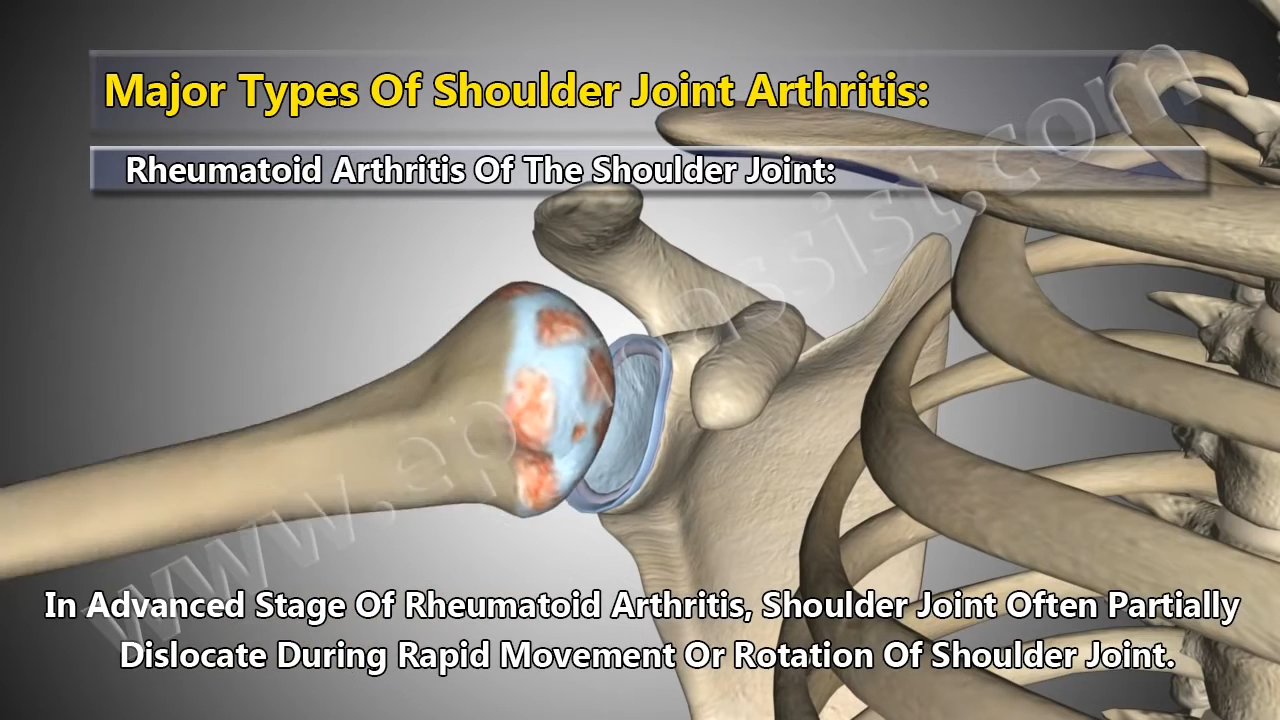 Major Types Of Shoulder Joint Arthritis:
Rheumatoid Arthritis Of The Shoulder Joint:
In Advanced Stage Of Rheumatoid Arthritis, Shoulder Joint Often Partially
Dislocate During Rapid Movement Or Rotation Of Shoulder Joint.